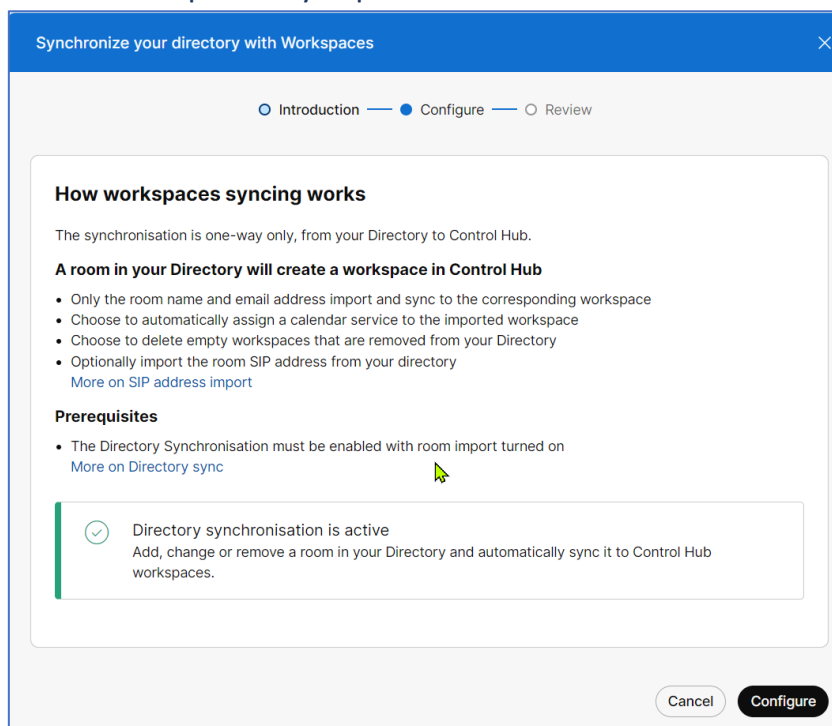 Synchronize your directory with Workspaces
Introduction Configure Review
How workspaces syncing works
The synchronisation is one-way only, from your Directory to Control Hub.
A room in your Directory will create a workspace in Control Hub
• Only the room name and email address import and sync to the corresponding workspace
• Choose to automatically assign a calendar service to the imported workspace
• Choose to delete empty workspaces that are removed from your Directory
• Optionally import the room SIP address from your directory
More on SIP address import
Prerequisites
• The Directory Synchronisation must be enabled with room import turned on
More on Directory sync
Directory synchronisation is active
Add, change or remove a room in your Directory and automatically sync it to Control Hub
workspaces.
Cancel Configure